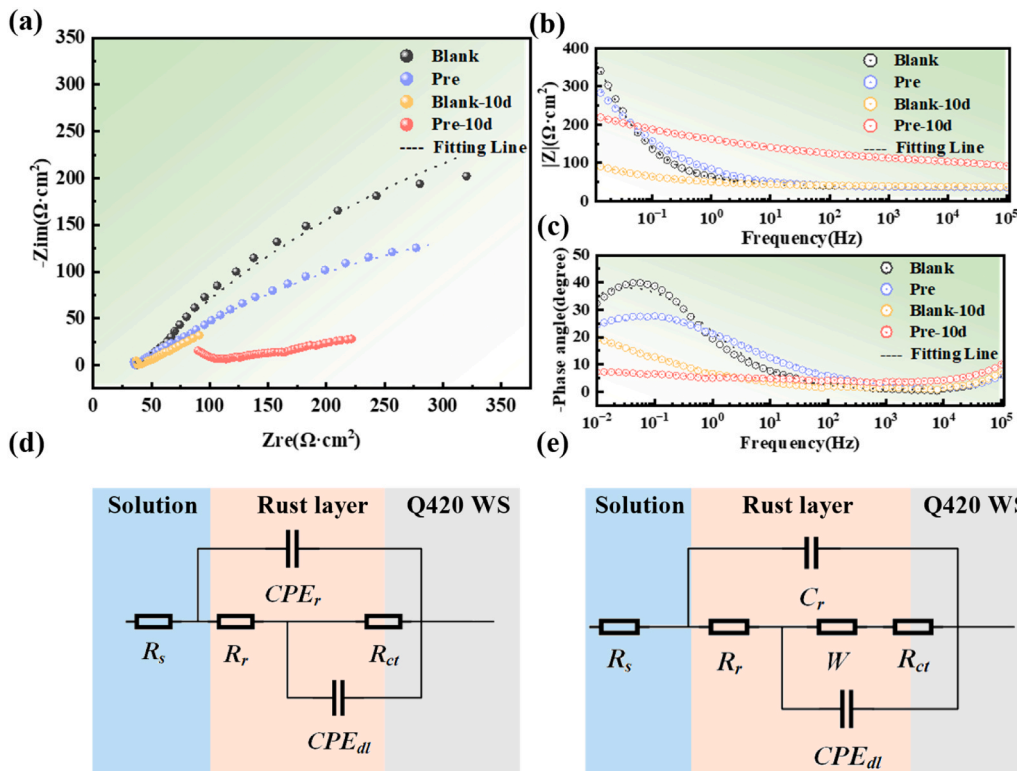 (a)
350
300
250
200
150
100
50
0
-Zim(Ω·cm²)
Blank
Pre
Blank-10d
Pre-10d
Fitting Line
0 50 100 150 200 250 300 350
Zre(Ω·cm²)
(b)
400
300
200
100
0
|Z|(Ω·cm²)
Blank
Pre
Blank-10d
Pre-10d
Fitting Line
10⁻¹ 10⁰ 10¹ 10² 10³ 10⁴ 10⁵
Frequency(Hz)
(c)
50
40
30
20
10
0
-Phase angle(degree)
Blank
Pre
Blank-10d
Pre-10d
Fitting Line
10⁻² 10⁻¹ 10⁰ 10¹ 10² 10³ 10⁴ 10⁵
Frequency(Hz)
(d)
Solution Rust layer Q420 WS
CPEr
Rs Rr Rct
CPEdl
(e)
Solution Rust layer Q420 WS
Cr
Rs Rr W Rct
CPEdl